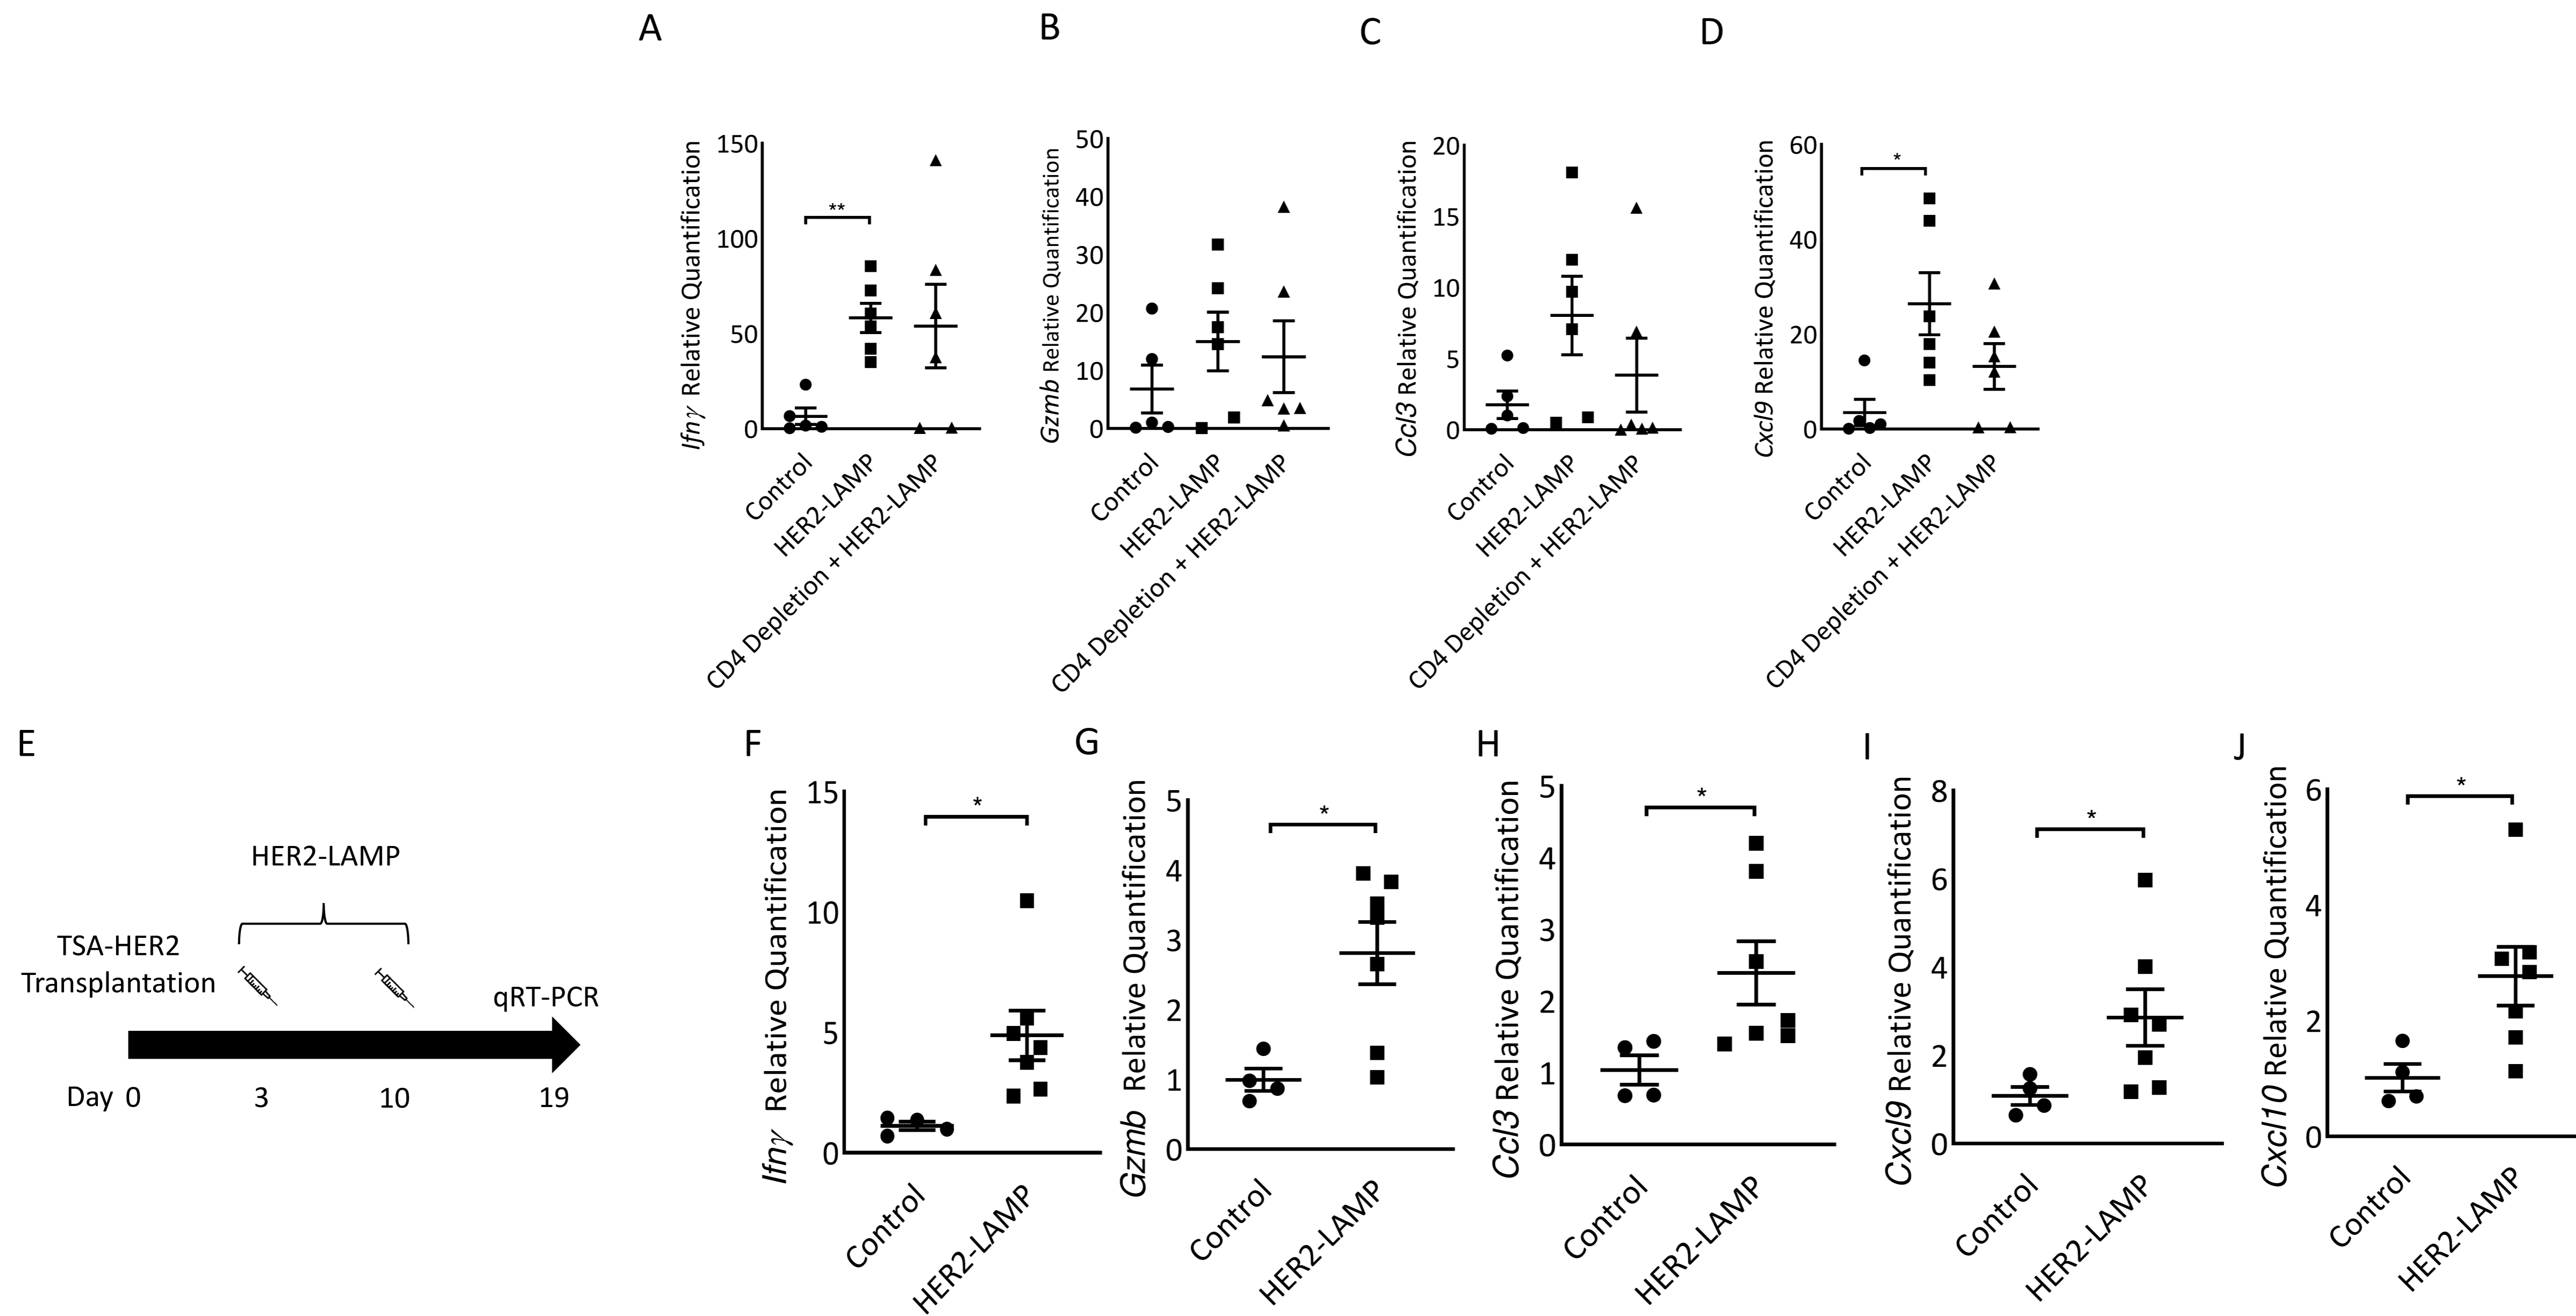 A
B
C
D
Ifnγ Relative Quantification
150
100
50
0
**
Control
HER2-LAMP
CD4 Depletion + HER2-LAMP
Gzmb Relative Quantification
50
40
30
20
10
0
Control
HER2-LAMP
CD4 Depletion + HER2-LAMP
Ccl3 Relative Quantification
20
15
10
5
0
Control
HER2-LAMP
CD4 Depletion + HER2-LAMP
Cxcl9 Relative Quantification
60
40
20
0
*
Control
HER2-LAMP
CD4 Depletion + HER2-LAMP
E
HER2-LAMP
TSA-HER2
Transplantation
qRT-PCR
Day 0 3 10 19
F
Ifnγ Relative Quantification
15
10
5
0
*
Control
HER2-LAMP
G
Gzmb Relative Quantification
5
4
3
2
1
0
*
Control
HER2-LAMP
H
Ccl3 Relative Quantification
5
4
3
2
1
0
*
Control
HER2-LAMP
I
Cxcl9 Relative Quantification
8
6
4
2
0
*
Control
HER2-LAMP
J
Cxcl10 Relative Quantification
6
4
2
0
*
Control
HER2-LAMP